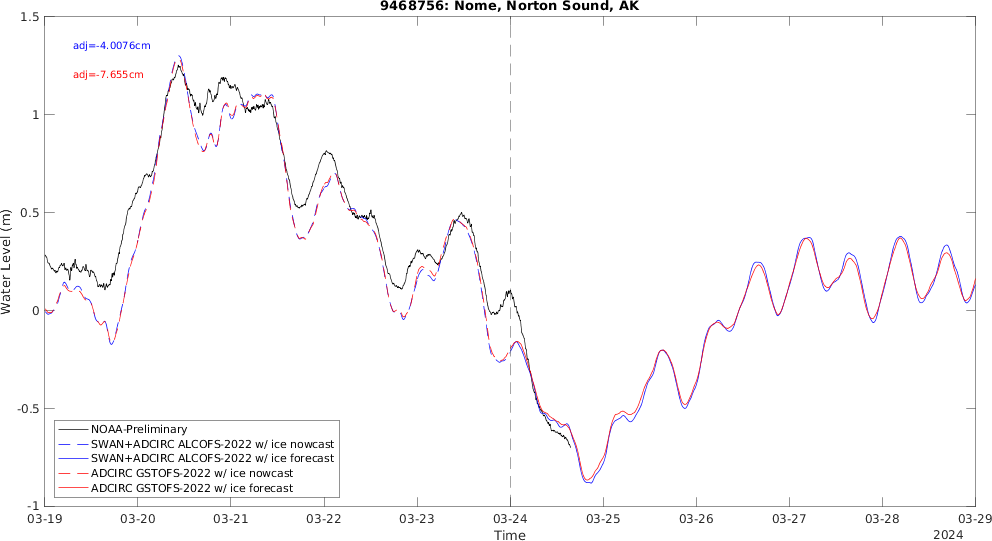 9468756: Nome, Norton Sound, AK
adj=-4.0076cm
adj=-7.655cm
Water Level (m)
1.5
1
0.5
0
-0.5
-1
NOAA-Preliminary
SWAN+ADCIRC ALCOFS-2022 w/ ice nowcast
SWAN+ADCIRC ALCOFS-2022 w/ ice forecast
ADCIRC GSTOFS-2022 w/ ice nowcast
ADCIRC GSTOFS-2022 w/ ice forecast
03-19 03-20 03-21 03-22 03-23 03-24 03-25 03-26 03-27 03-28 03-29
Time
2024